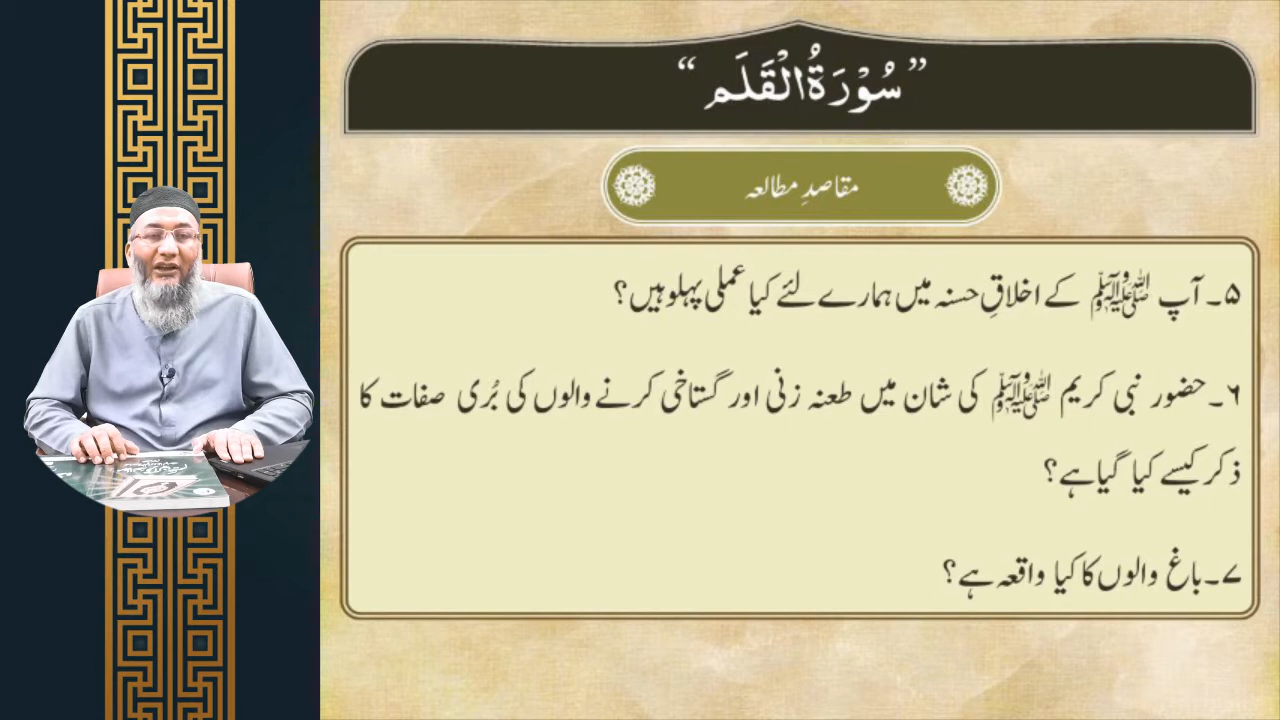 ”سُوْرَۃُالْقَلَم“
مقاصدِ مطالعہ
۵۔ آپ ﷺ کے اخلاقِ حسنہ میں ہمارے لئے کیا عملی پہلو ہیں؟
۶۔ حضور نبی کریم ﷺ کی شان میں طعنہ زنی اور گستاخی کرنے والوں کی بُری صفات کا
ذکر کیسے کیا گیا ہے؟
۷۔ باغ والوں کا کیا واقعہ ہے؟